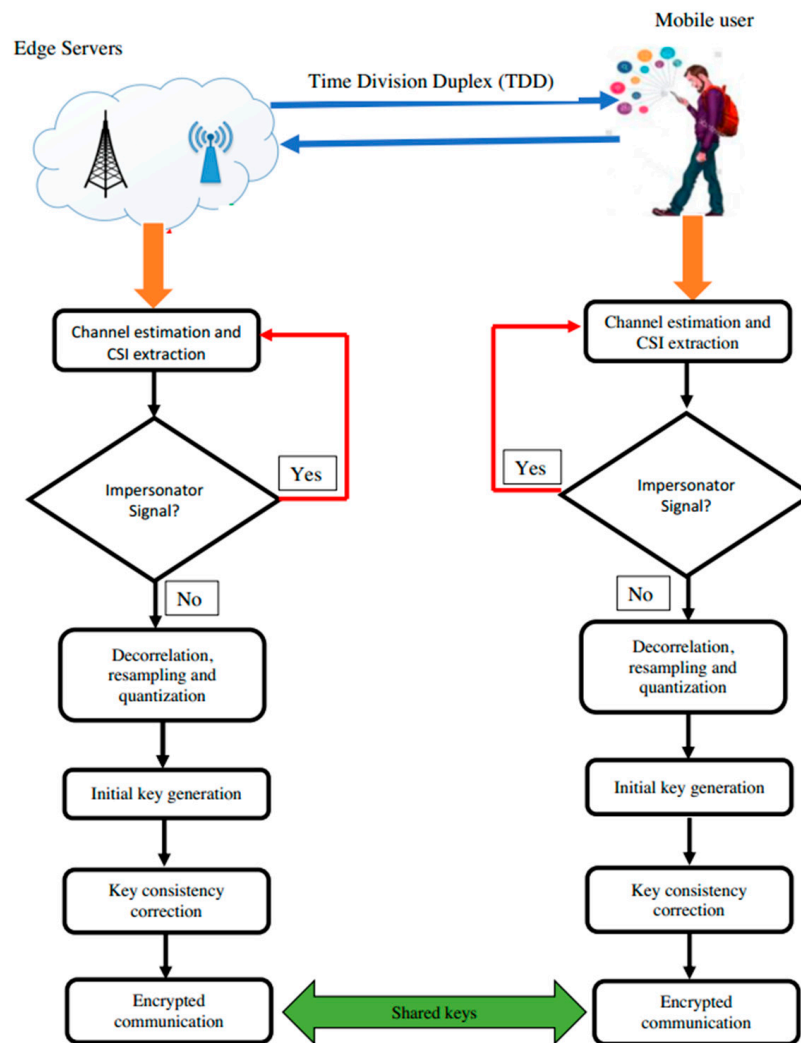 Edge Servers
Mobile user
Time Division Duplex (TDD)
Channel estimation and
CSI extraction
Impersonator
Signal?
Yes
No
Decorrelation,
resampling and
quantization
Initial key generation
Key consistency
correction
Encrypted
communication
Channel estimation and
CSI extraction
Impersonator
Signal?
Yes
No
Decorrelation,
resampling and
quantization
Initial key generation
Key consistency
correction
Encrypted
communication
Shared keys